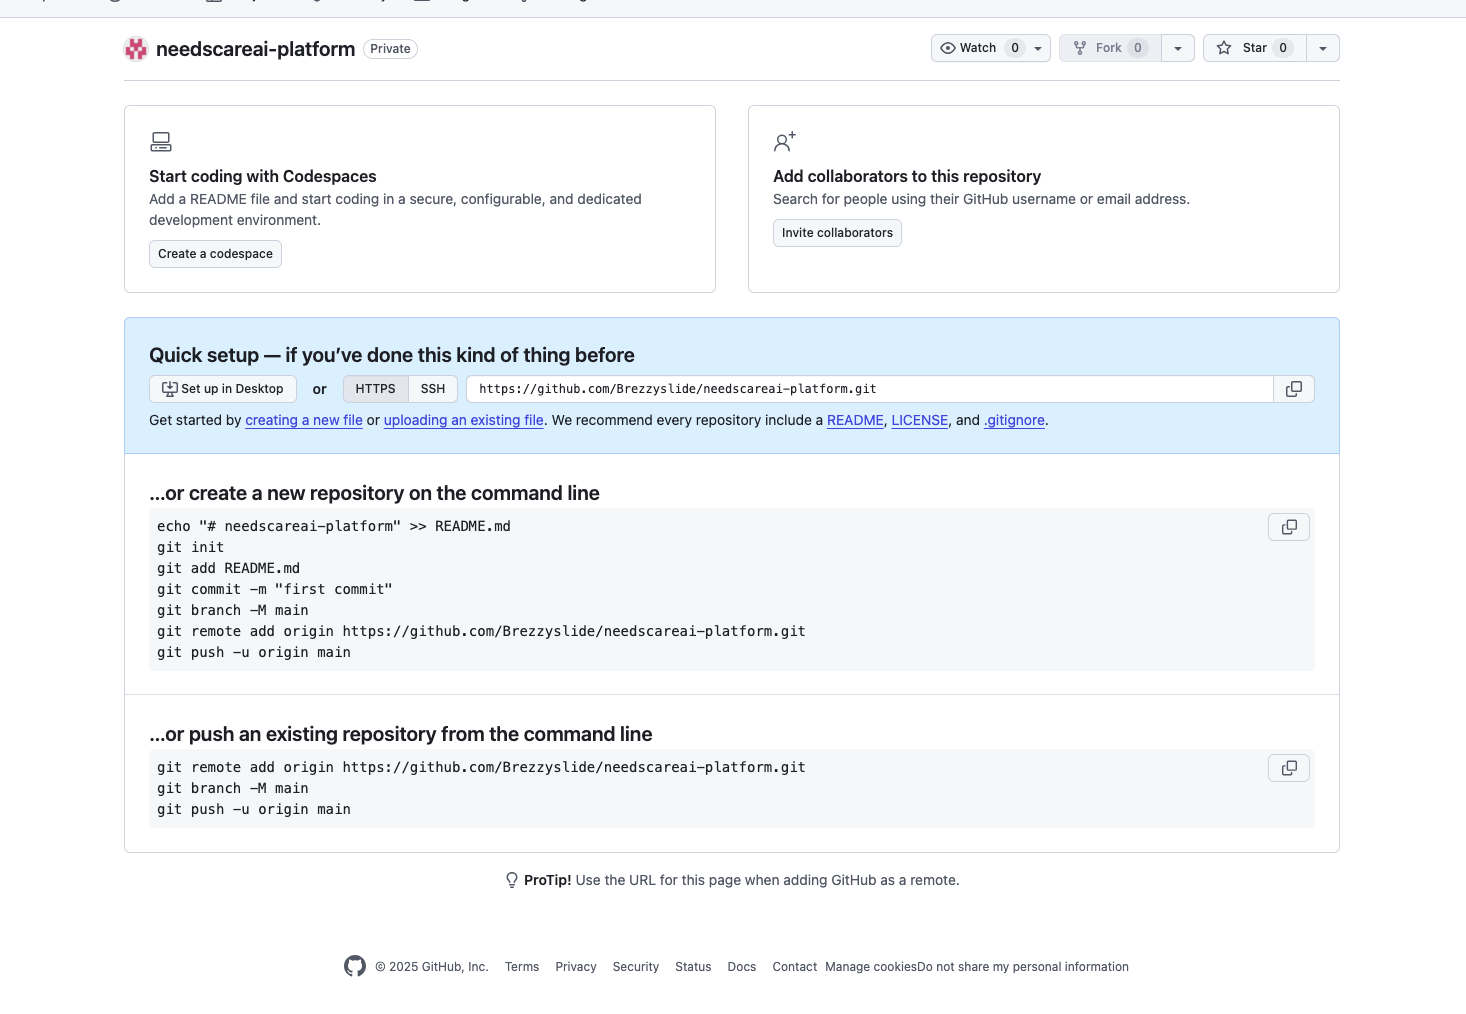 needscareai-platform Private
Watch 0
Fork 0
Star 0
Start coding with Codespaces
Add a README file and start coding in a secure, configurable, and dedicated
development environment.
Create a codespace
Add collaborators to this repository
Search for people using their GitHub username or email address.
Invite collaborators
Quick setup — if you’ve done this kind of thing before
Set up in Desktop or HTTPS SSH https://github.com/Brezzyslide/needscareai-platform.git
Get started by creating a new file or uploading an existing file. We recommend every repository include a README, LICENSE, and .gitignore.
…or create a new repository on the command line
echo "# needscareai-platform" >> README.md
git init
git add README.md
git commit -m "first commit"
git branch -M main
git remote add origin https://github.com/Brezzyslide/needscareai-platform.git
git push -u origin main
…or push an existing repository from the command line
git remote add origin https://github.com/Brezzyslide/needscareai-platform.git
git branch -M main
git push -u origin main
ProTip! Use the URL for this page when adding GitHub as a remote.
© 2025 GitHub, Inc. Terms Privacy Security Status Docs Contact Manage cookies Do not share my personal information